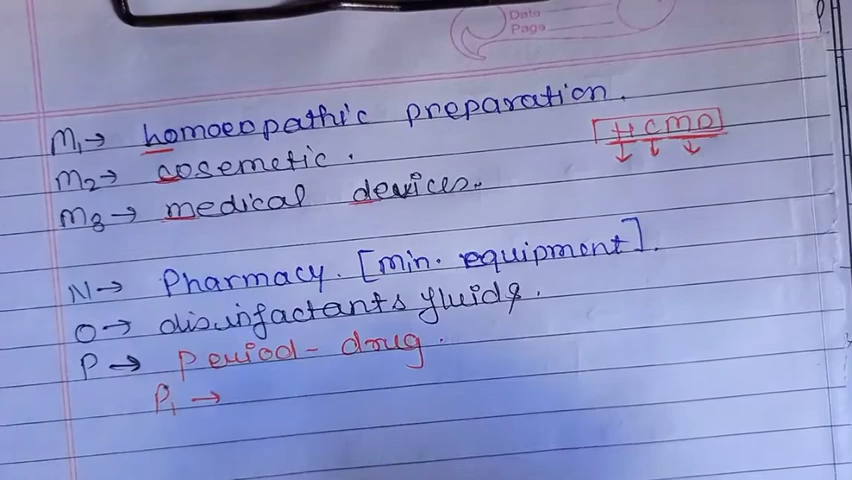 Date
Page
M1→ homoeopathic preparation.
HCMD
M2→ cosemetic.
M3→ medical devices.
N→ Pharmacy. [min. equipment].
O→ disinfactants fluids.
P→ Period- drug.
P1→